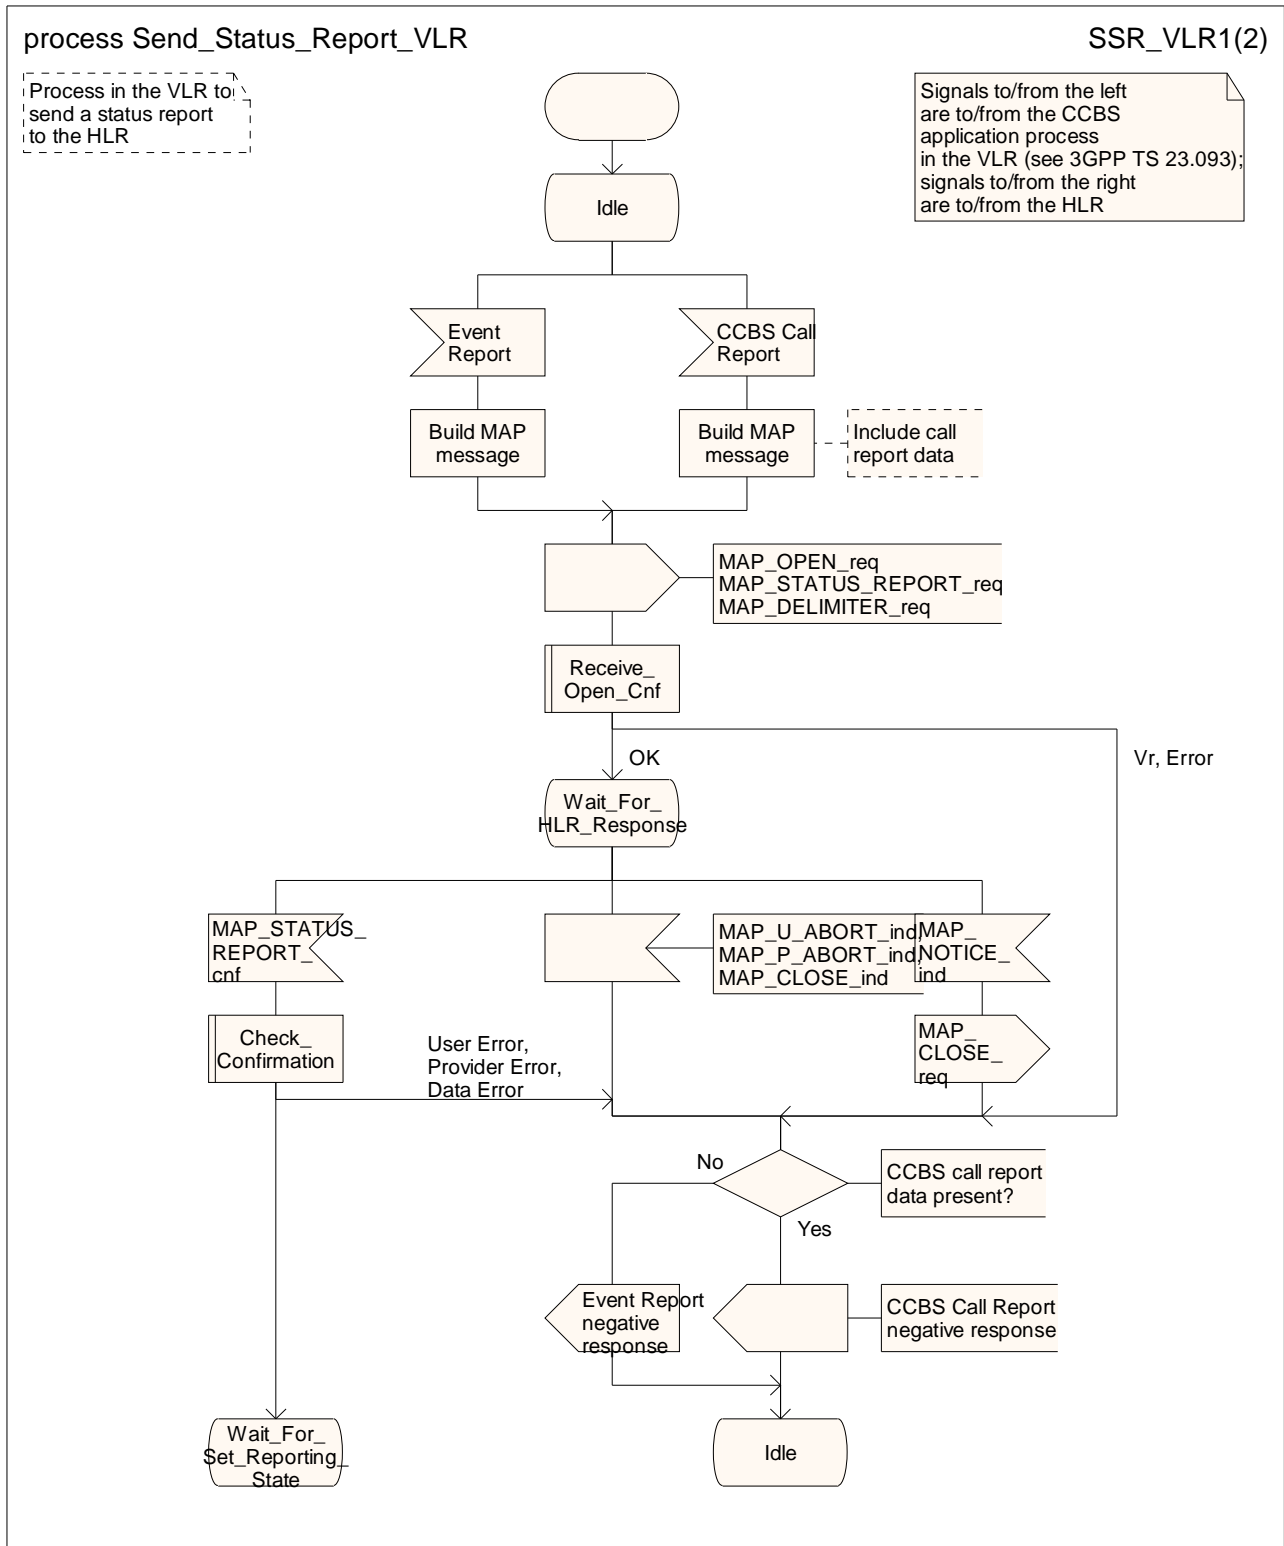 process Send_Status_Report_VLR
SSR_VLR1(2)
Process in the VLR to
send a status report
to the HLR
Signals to/from the left
are to/from the CCBS
application process
in the VLR (see 3GPP TS 23.093);
signals to/from the right
are to/from the HLR
Idle
Event
Report
CCBS Call
Report
Build MAP
message
Build MAP
message
Include call
report data
MAP_OPEN_req
MAP_STATUS_REPORT_req
MAP_DELIMITER_req
Receive_
Open_Cnf
OK
Vr, Error
Wait_For_
HLR_Response
MAP_STATUS_
REPORT_
cnf
MAP_U_ABORT_ind,
MAP_P_ABORT_ind,
MAP_CLOSE_ind
MAP_
NOTICE_
ind
Check_
Confirmation
User Error,
Provider Error,
Data Error
MAP_
CLOSE_
req
No
CCBS call report
data present?
Yes
Event Report
negative
response
CCBS Call Report
negative response
Wait_For_
Set_Reporting_
State
Idle